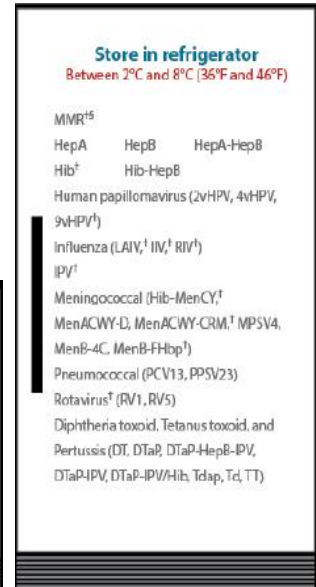 Store in refrigerator
Between 2°C and 8°C (36°F and 46°F)
MMR†§
HepA HepB HepA-HepB
Hib† Hib-HepB
Human papillomavirus (2vHPV, 4vHPV,
9vHPV†)
Influenza (LAIV,† IIV,† RIV†)
IPV†
Meningococcal (Hib-MenCY,†
MenACWY-D, MenACWY-CRM,† MPSV4,
MenB-4C, MenB-FHbp†)
Pneumococcal (PCV13, PPSV23)
Rotavirus† (RV1, RV5)
Diphtheria toxoid, Tetanus toxoid, and
Pertussis (DT, DTaP, DTaP-HepB-IPV,
DTaP-IPV, DTaP-IPV/Hib, Tdap, Td, TT)